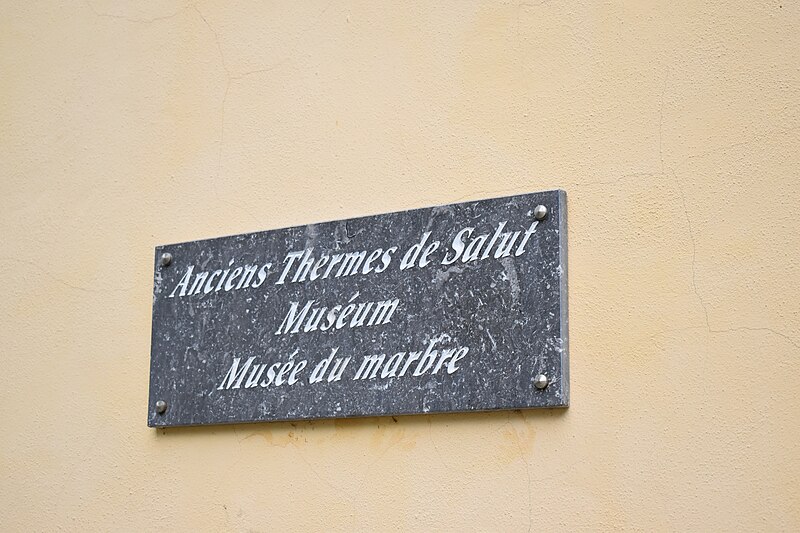 Anciens Thermes de Salut
Muséum
Musée du marbre